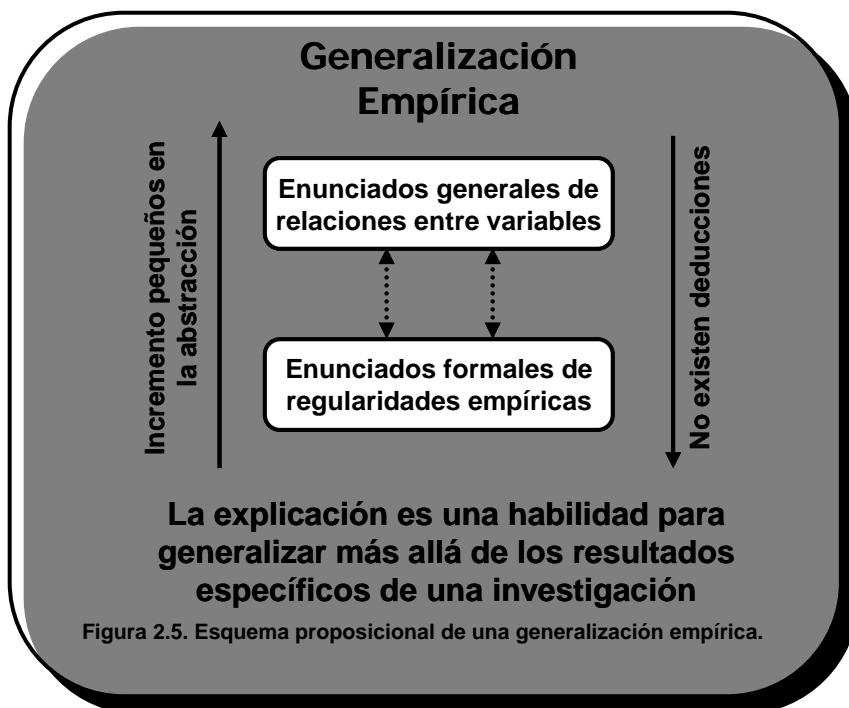 Generalización
Empírica
Incremento pequeños en
la abstracción
Enunciados generales de
relaciones entre variables
No existen deducciones
Enunciados formales de
regularidades empíricas
La explicación es una habilidad para
generalizar más allá de los resultados
específicos de una investigación
Figura 2.5. Esquema proposicional de una generalización empírica.